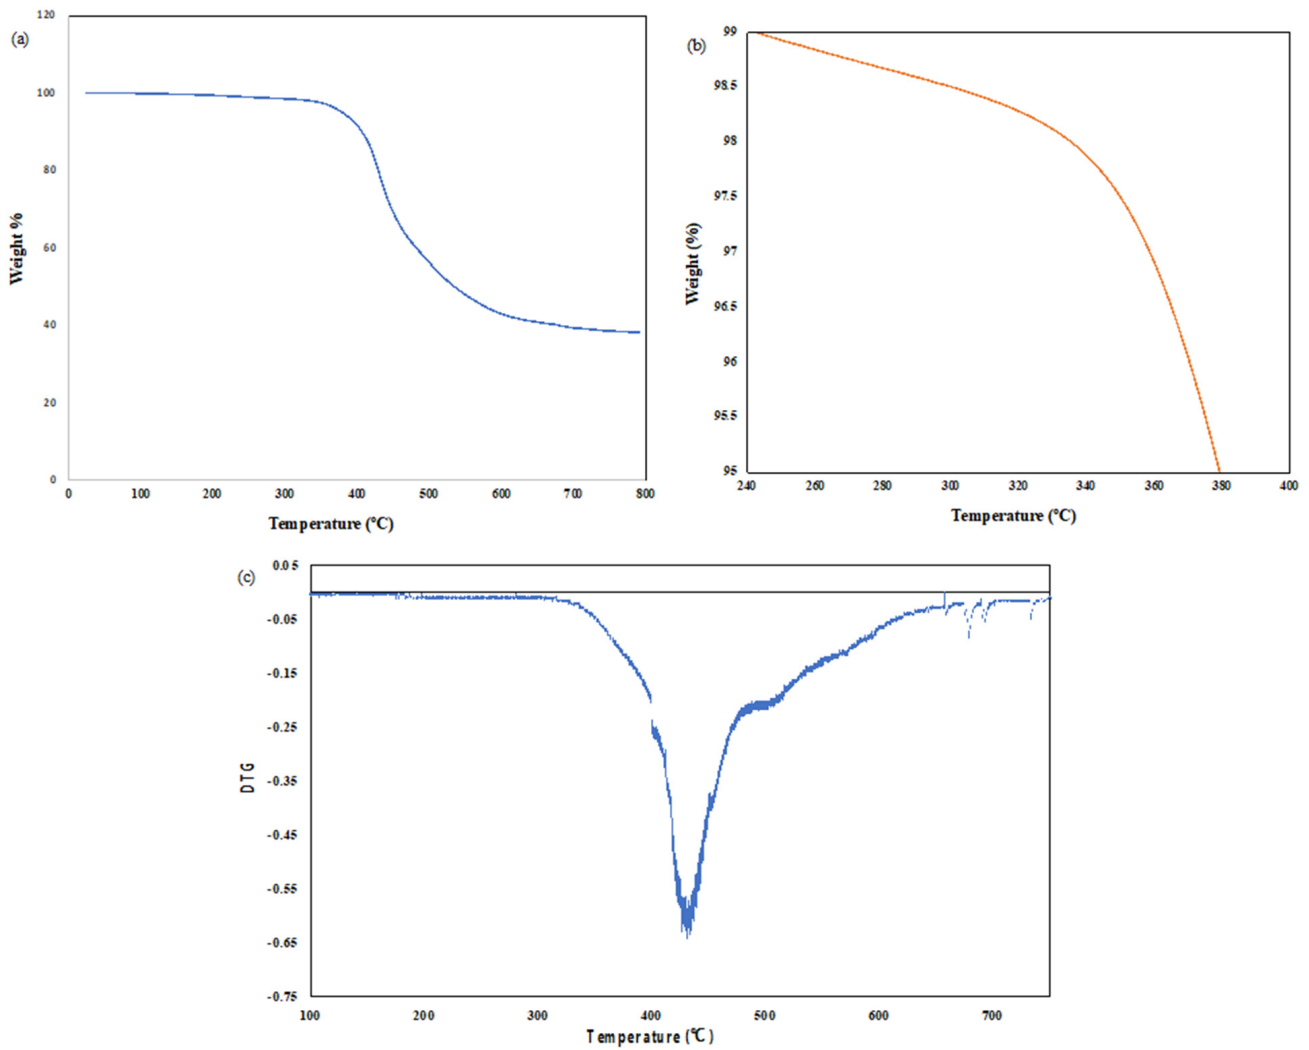 (a)
120
100
80
60
40
20
0
Weight %
0 100 200 300 400 500 600 700 800
Temperature (°C)
(b)
99
98.5
98
97.5
97
96.5
96
95.5
95
Weight (%)
240 260 280 300 320 340 360 380 400
Temperature (°C)
(c)
0.05
-0.05
-0.15
-0.25
-0.35
-0.45
-0.55
-0.65
-0.75
DTG
100 200 300 400 500 600 700
Temperature (℃)